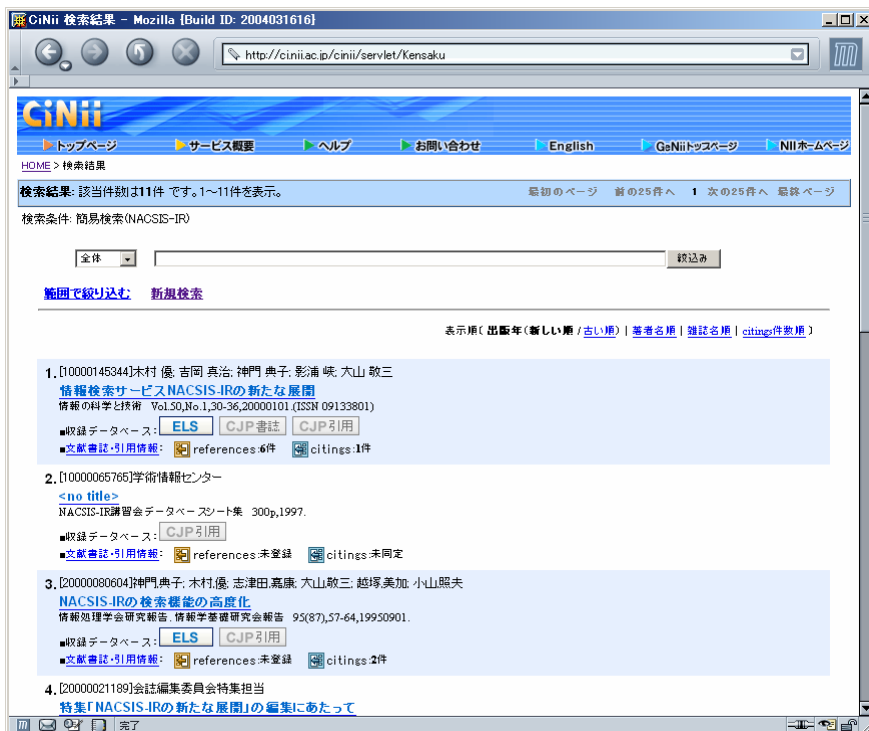 CiNii 検索結果 - Mozilla {Build ID: 2004031616}
http://ci.nii.ac.jp/cinii/servlet/Kensaku
CiNii
トップページ サービス概要 ヘルプ お問い合わせ English GeNiiトップページ NIIホームページ
HOME > 検索結果
検索結果: 該当件数は11件 です。1～11件を表示。 最初のページ 前の25件へ 1 次の25件へ 最終ページ
検索条件: 簡易検索(NACSIS-IR)
全体 絞込み
範囲で絞り込む 新規検索
表示順( 出版年(新しい順 / 古い順) | 著者名順 | 雑誌名順 | citings件数順 )
1. [10000145344]木村 優; 吉岡 真治; 神門 典子; 影浦 峡; 大山 敬三
情報検索サービスNACSIS-IRの新たな展開
情報の科学と技術 Vol.50,No.1,30-36,20000101.(ISSN 09133801)
■収録データベース: ELS CJP書誌 CJP引用
■文献書誌・引用情報: references:6件 citings:1件
2. [10000065765]学術情報センター
<no title>
NACSIS-IR講習会データベースシート集 300p,1997.
■収録データベース: CJP引用
■文献書誌・引用情報: references:未登録 citings:未同定
3. [20000080604]神門,典子; 木村,優; 志津田,嘉康; 大山,敬三; 越塚,美加; 小山,照夫
NACSIS-IRの検索機能の高度化
情報処理学会研究報告. 情報学基礎研究会報告 95(87),57-64,19950901.
■収録データベース: ELS CJP引用
■文献書誌・引用情報: references:未登録 citings:2件
4. [20000021189]会誌編集委員会特集担当
特集「NACSIS-IRの新たな展開」の編集にあたって
完了